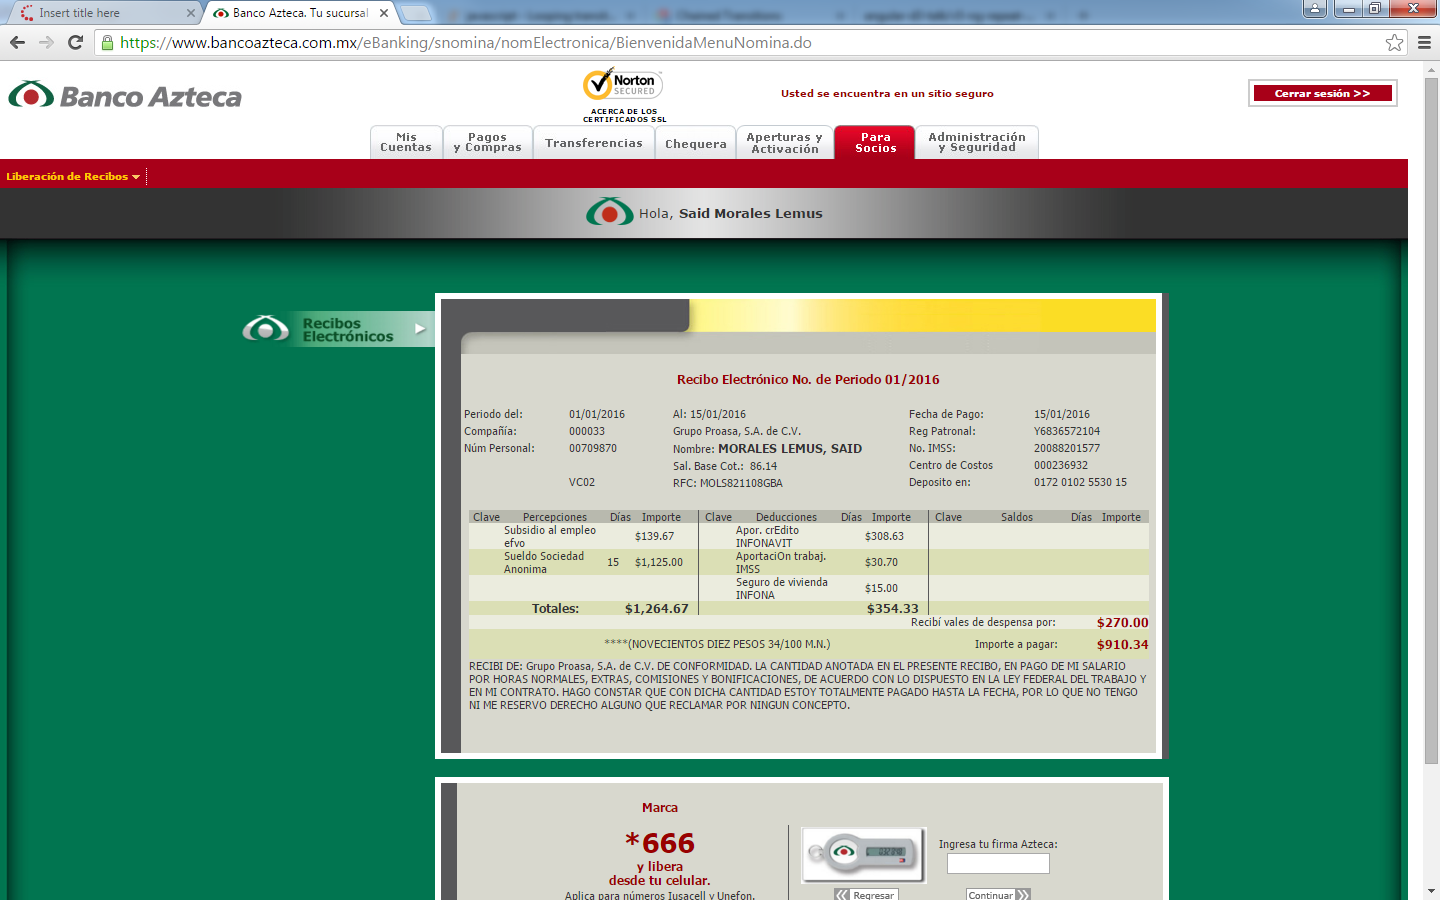 Insert title here
Banco Azteca. Tu sucursal
https://www.bancoazteca.com.mx/eBanking/snomina/nomElectronica/BienvenidaMenuNomina.do
Banco Azteca
Norton
SECURED
ACERCA DE LOS
CERTIFICADOS SSL
Usted se encuentra en un sitio seguro
Cerrar sesión >>
Mis Cuentas
Pagos y Compras
Transferencias
Chequera
Aperturas y Activación
Para Socios
Administración y Seguridad
Liberación de Recibos
Hola, Said Morales Lemus
Recibos
Electrónicos
Recibo Electrónico No. de Periodo 01/2016
Periodo del: 01/01/2016 Al: 15/01/2016 Fecha de Pago: 15/01/2016
Compañía: 000033 Grupo Proasa, S.A. de C.V. Reg Patronal: Y6836572104
Núm Personal: 00709870 Nombre: MORALES LEMUS, SAID No. IMSS: 20088201577
Sal. Base Cot.: 86.14 Centro de Costos 000236932
VC02 RFC: MOLS821108GBA Deposito en: 0172 0102 5530 15
Clave Percepciones Días Importe Clave Deducciones Días Importe Clave Saldos Días Importe
Subsidio al empleo efvo $139.67 Apor. crEdito INFONAVIT $308.63
Sueldo Sociedad Anonima 15 $1,125.00 AportaciOn trabaj. IMSS $30.70
Seguro de vivienda INFONA $15.00
Totales: $1,264.67 $354.33
Recibí vales de despensa por: $270.00
****(NOVECIENTOS DIEZ PESOS 34/100 M.N.) Importe a pagar: $910.34
RECIBI DE: Grupo Proasa, S.A. de C.V. DE CONFORMIDAD. LA CANTIDAD ANOTADA EN EL PRESENTE RECIBO, EN PAGO DE MI SALARIO
POR HORAS NORMALES, EXTRAS, COMISIONES Y BONIFICACIONES, DE ACUERDO CON LO DISPUESTO EN LA LEY FEDERAL DEL TRABAJO Y
EN MI CONTRATO. HAGO CONSTAR QUE CON DICHA CANTIDAD ESTOY TOTALMENTE PAGADO HASTA LA FECHA, POR LO QUE NO TENGO
NI ME RESERVO DERECHO ALGUNO QUE RECLAMAR POR NINGUN CONCEPTO.
Marca
*666
y libera
desde tu celular.
Aplica para números Iusacell y Unefon.
Ingresa tu firma Azteca:
Regresar
Continuar